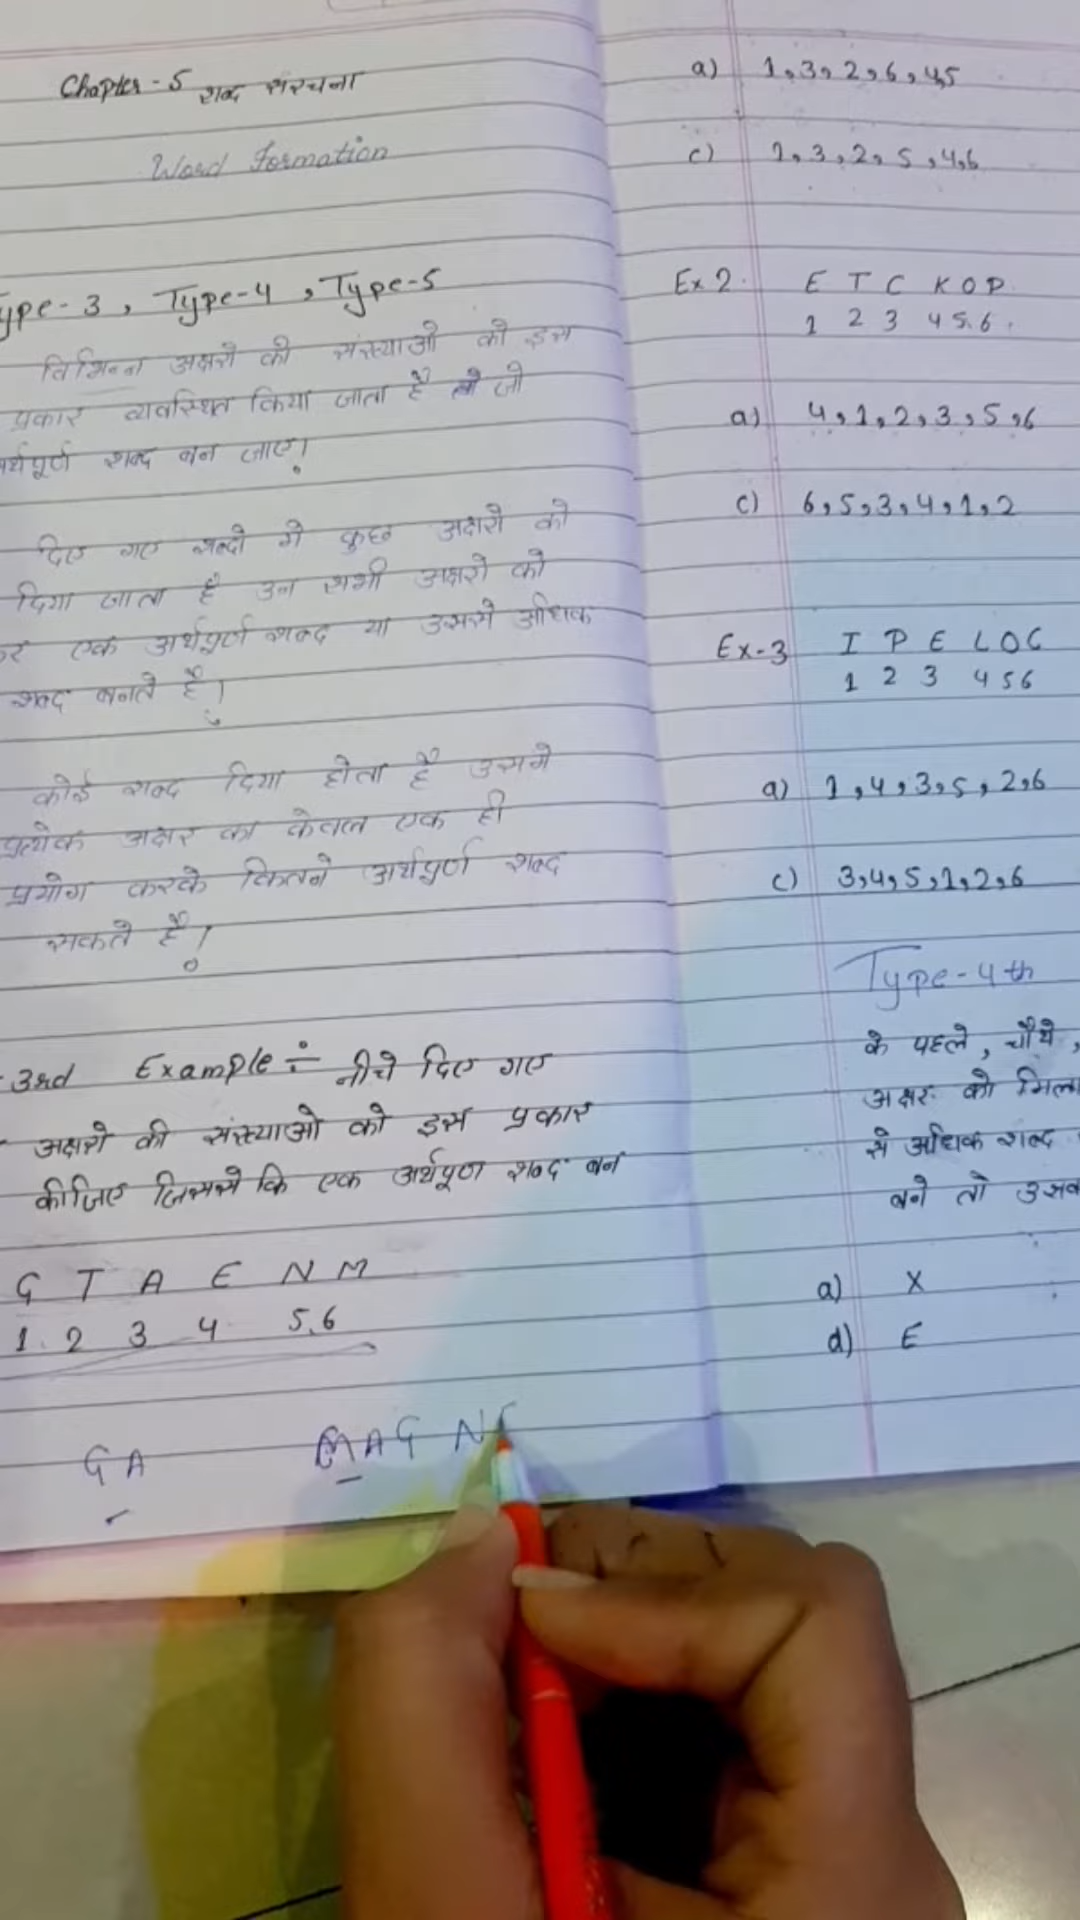 Chapter - 5 शब्द संरचना
Word Formation
ype - 3, Type-4, Type-5
विभिन्न अक्षरो की संख्याओ को इस
प्रकार व्यवस्थित किया जाता है जो
र्थपूर्ण शब्द बन जाए।
दिए गए शब्दो मे कुछ अक्षरो को
दिया जाता है उन सभी अक्षरो को
र एक अर्थपूर्ण शब्द या उससे अधिक
शब्द बनते है।
कोई शब्द दिया होता है उसमे
प्रत्येक अक्षर का केवल एक ही
प्रयोग करके कितने अर्थपूर्ण शब्द
सकते है।
3rd Example ÷ नीचे दिए गए
अक्षरो की संख्याओ को इस प्रकार
कीजिए जिससे कि एक अर्थपूण शब्द बन
G T A E N M
1. 2 3 4 5.6
G A MAG NE
a) 1,3,2,6,4,5
c) 1,3,2,5,4,6
Ex 2. E T C K O P
1 2 3 4 5.6.
a) 4,1,2,3,5,6
c) 6,5,3,4,1,2
Ex-3 I P E L O C
1 2 3 4 5 6
a) 1,4,3,5,2,6
c) 3,4,5,1,2,6
Type-4th
के पहले, चौथे,
अक्षर को मिला
से अधिक शब्द
बने तो उसक
a) X
d) E